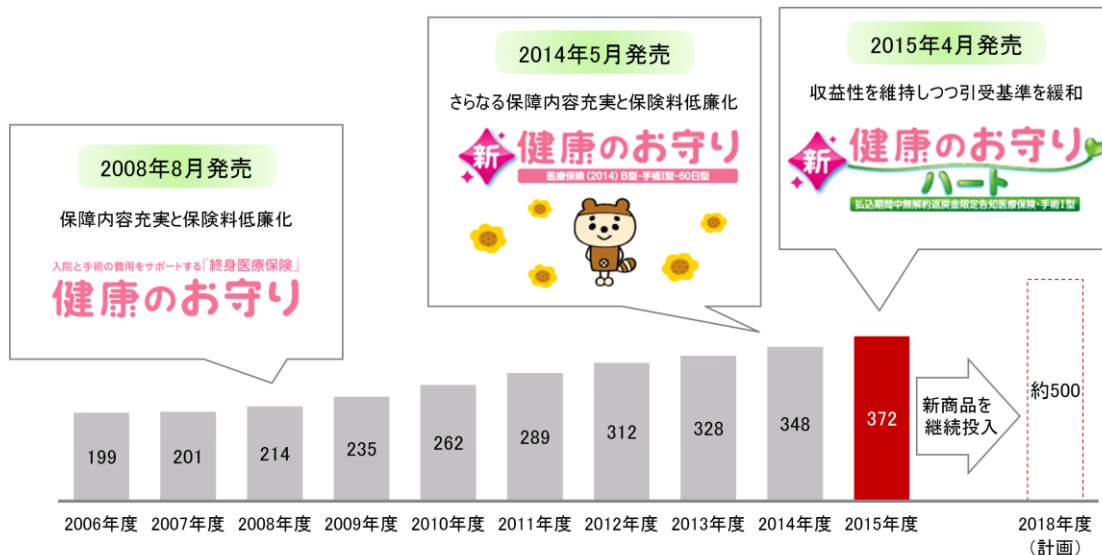 2008年8月発売
保障内容充実と保険料低廉化
入院と手術の費用をサポートする「終身医療保険」
健康のお守り
2014年5月発売
さらなる保障内容充実と保険料低廉化
新 健康のお守り
医療保険(2014)B型・手術Ⅰ型・60日型
2015年4月発売
収益性を維持しつつ引受基準を緩和
新 健康のお守り
ハート
払込期間中無解約返戻金限定告知医療保険・手術Ⅰ型
199
201
214
235
262
289
312
328
348
372
新商品を
継続投入
約500
2006年度
2007年度
2008年度
2009年度
2010年度
2011年度
2012年度
2013年度
2014年度
2015年度
2018年度
(計画)